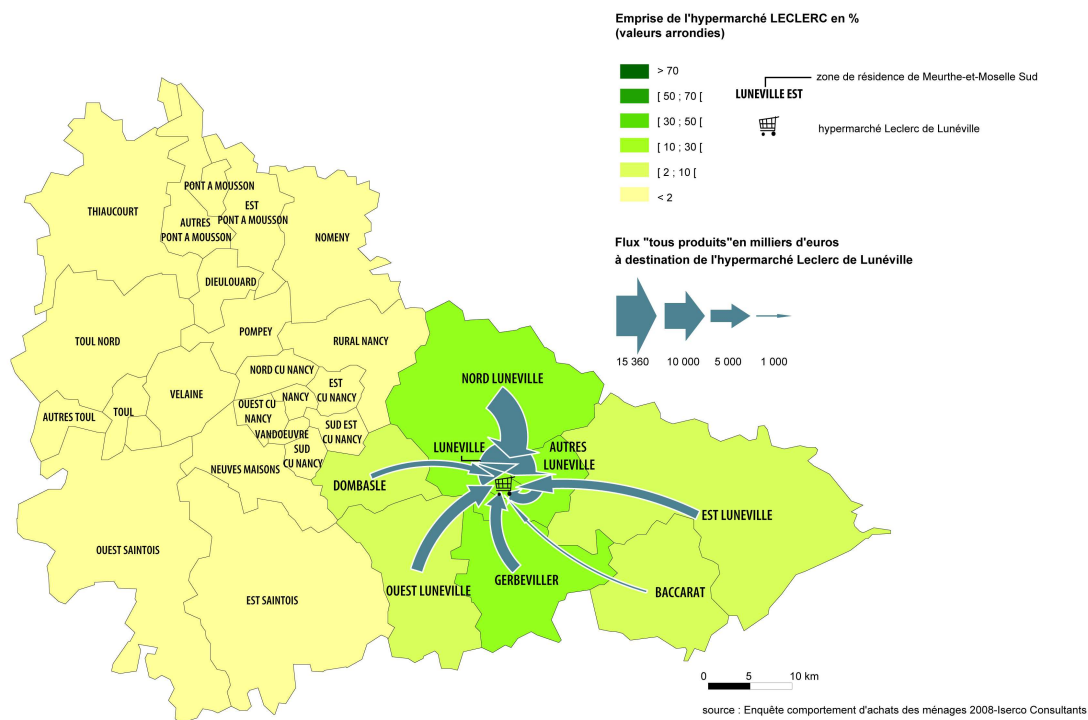 Emprise de l'hypermarché LECLERC en %
(valeurs arrondies)
> 70
[ 50 ; 70 [
[ 30 ; 50 [
[ 10 ; 30 [
[ 2 ; 10 [
< 2
zone de résidence de Meurthe-et-Moselle Sud
LUNEVILLE EST
hypermarché Leclerc de Lunéville
Flux "tous produits"en milliers d'euros
à destination de l'hypermarché Leclerc de Lunéville
15 360 10 000 5 000 1 000
PONT A MOUSSON
THIAUCOURT
EST
PONT A MOUSSON
AUTRES
PONT A MOUSSON
NOMENY
DIEULOUARD
POMPEY
TOUL NORD
RURAL NANCY
NORD CU NANCY
EST
CU NANCY
VELAINE
NANCY
OUEST CU
NANCY
AUTRES TOUL
TOUL
SUD EST
CU NANCY
VANDOEUVRE
SUD
CU NANCY
NEUVES MAISONS
NORD LUNEVILLE
LUNEVILLE
AUTRES
LUNEVILLE
DOMBASLE
EST LUNEVILLE
OUEST SAINTOIS
EST SAINTOIS
OUEST LUNEVILLE
GERBEVILLER
BACCARAT
0 5 10 km
source : Enquête comportement d'achats des ménages 2008-Iserco Consultants